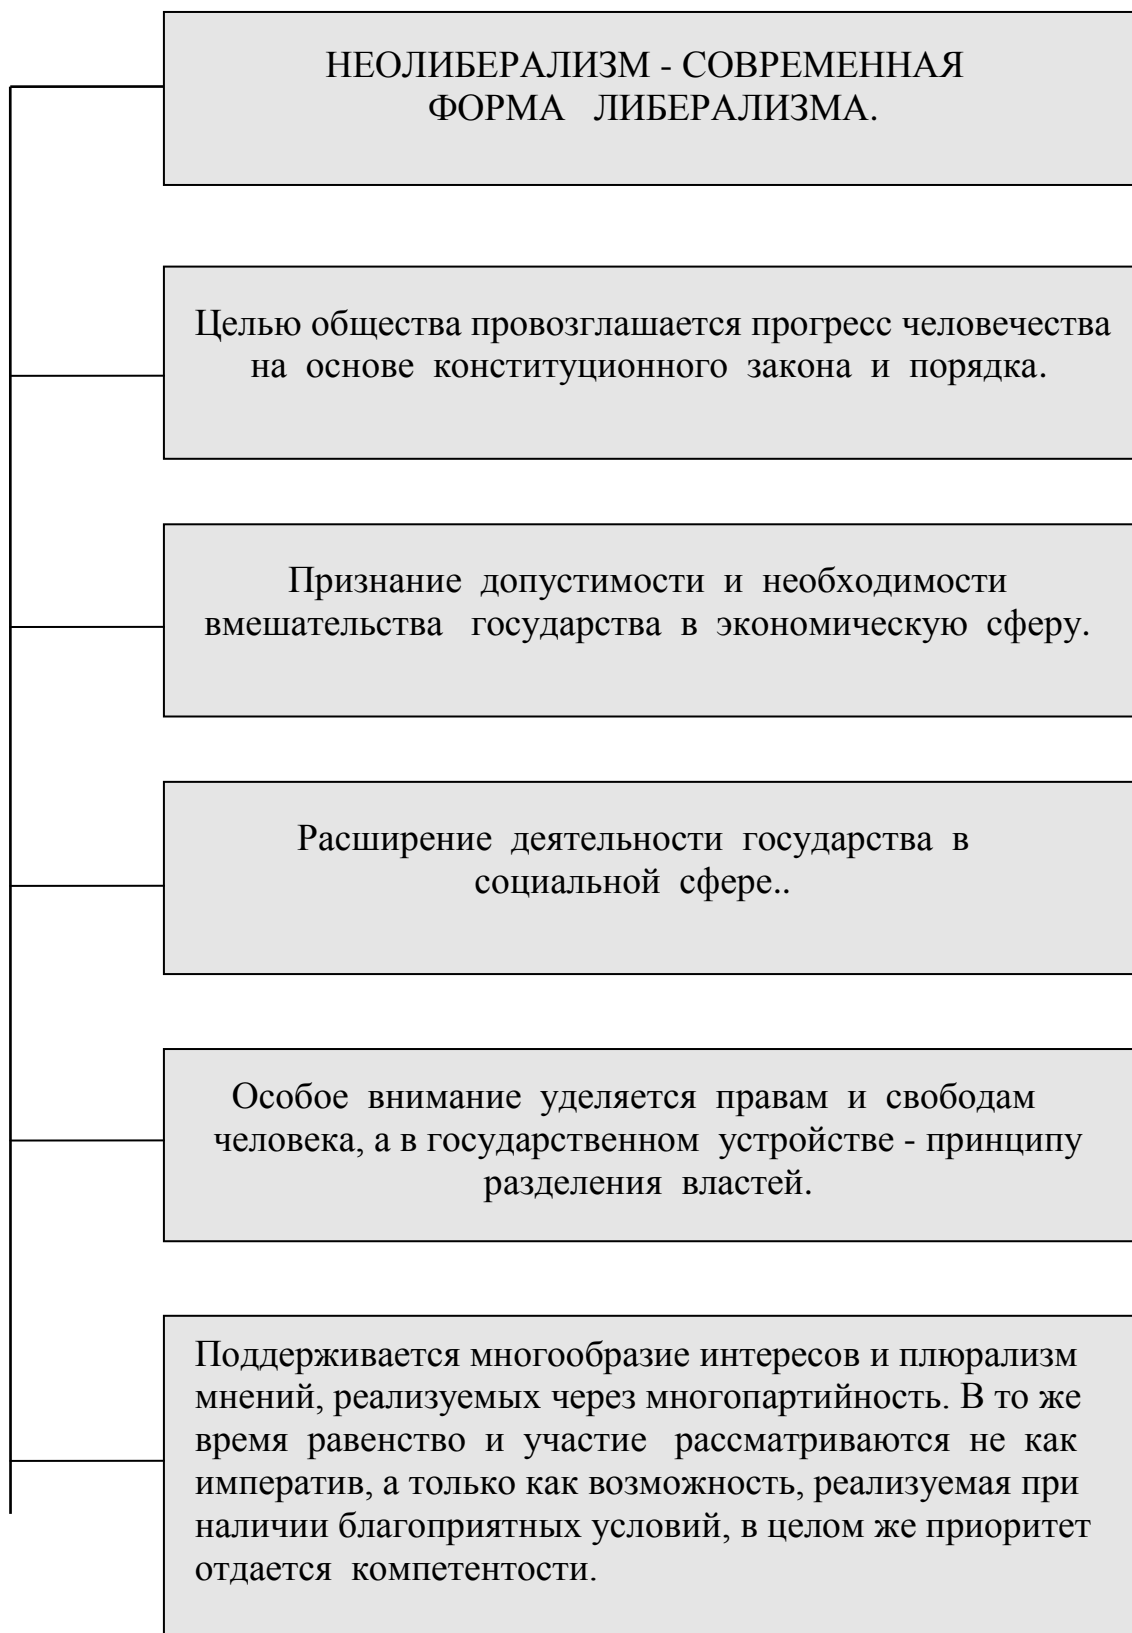 НЕОЛИБЕРАЛИЗМ - СОВРЕМЕННАЯ
ФОРМА ЛИБЕРАЛИЗМА.
Целью общества провозглашается прогресс человечества
на основе конституционного закона и порядка.
Признание допустимости и необходимости
вмешательства государства в экономическую сферу.
Расширение деятельности государства в
социальной сфере..
Особое внимание уделяется правам и свободам
человека, а в государственном устройстве - принципу
разделения властей.
Поддерживается многообразие интересов и плюрализм
мнений, реализуемых через многопартийность. В то же
время равенство и участие рассматриваются не как
императив, а только как возможность, реализуемая при
наличии благоприятных условий, в целом же приоритет
отдается компетентости.